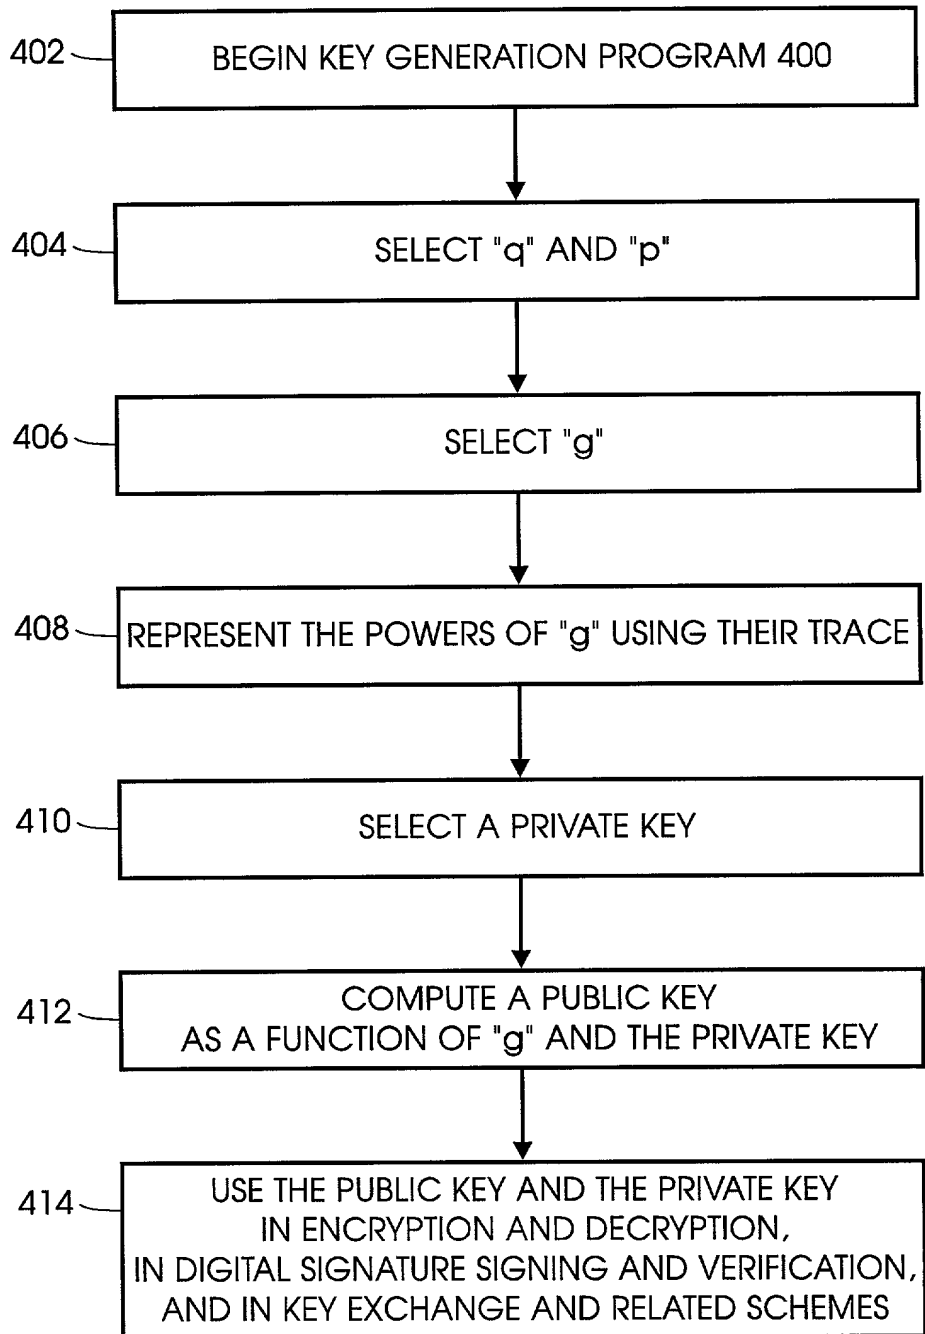 402
BEGIN KEY GENERATION PROGRAM 400
404
SELECT "q" AND "p"
406
SELECT "g"
408
REPRESENT THE POWERS OF "g" USING THEIR TRACE
410
SELECT A PRIVATE KEY
412
COMPUTE A PUBLIC KEY
AS A FUNCTION OF "g" AND THE PRIVATE KEY
414
USE THE PUBLIC KEY AND THE PRIVATE KEY
IN ENCRYPTION AND DECRYPTION,
IN DIGITAL SIGNATURE SIGNING AND VERIFICATION,
AND IN KEY EXCHANGE AND RELATED SCHEMES